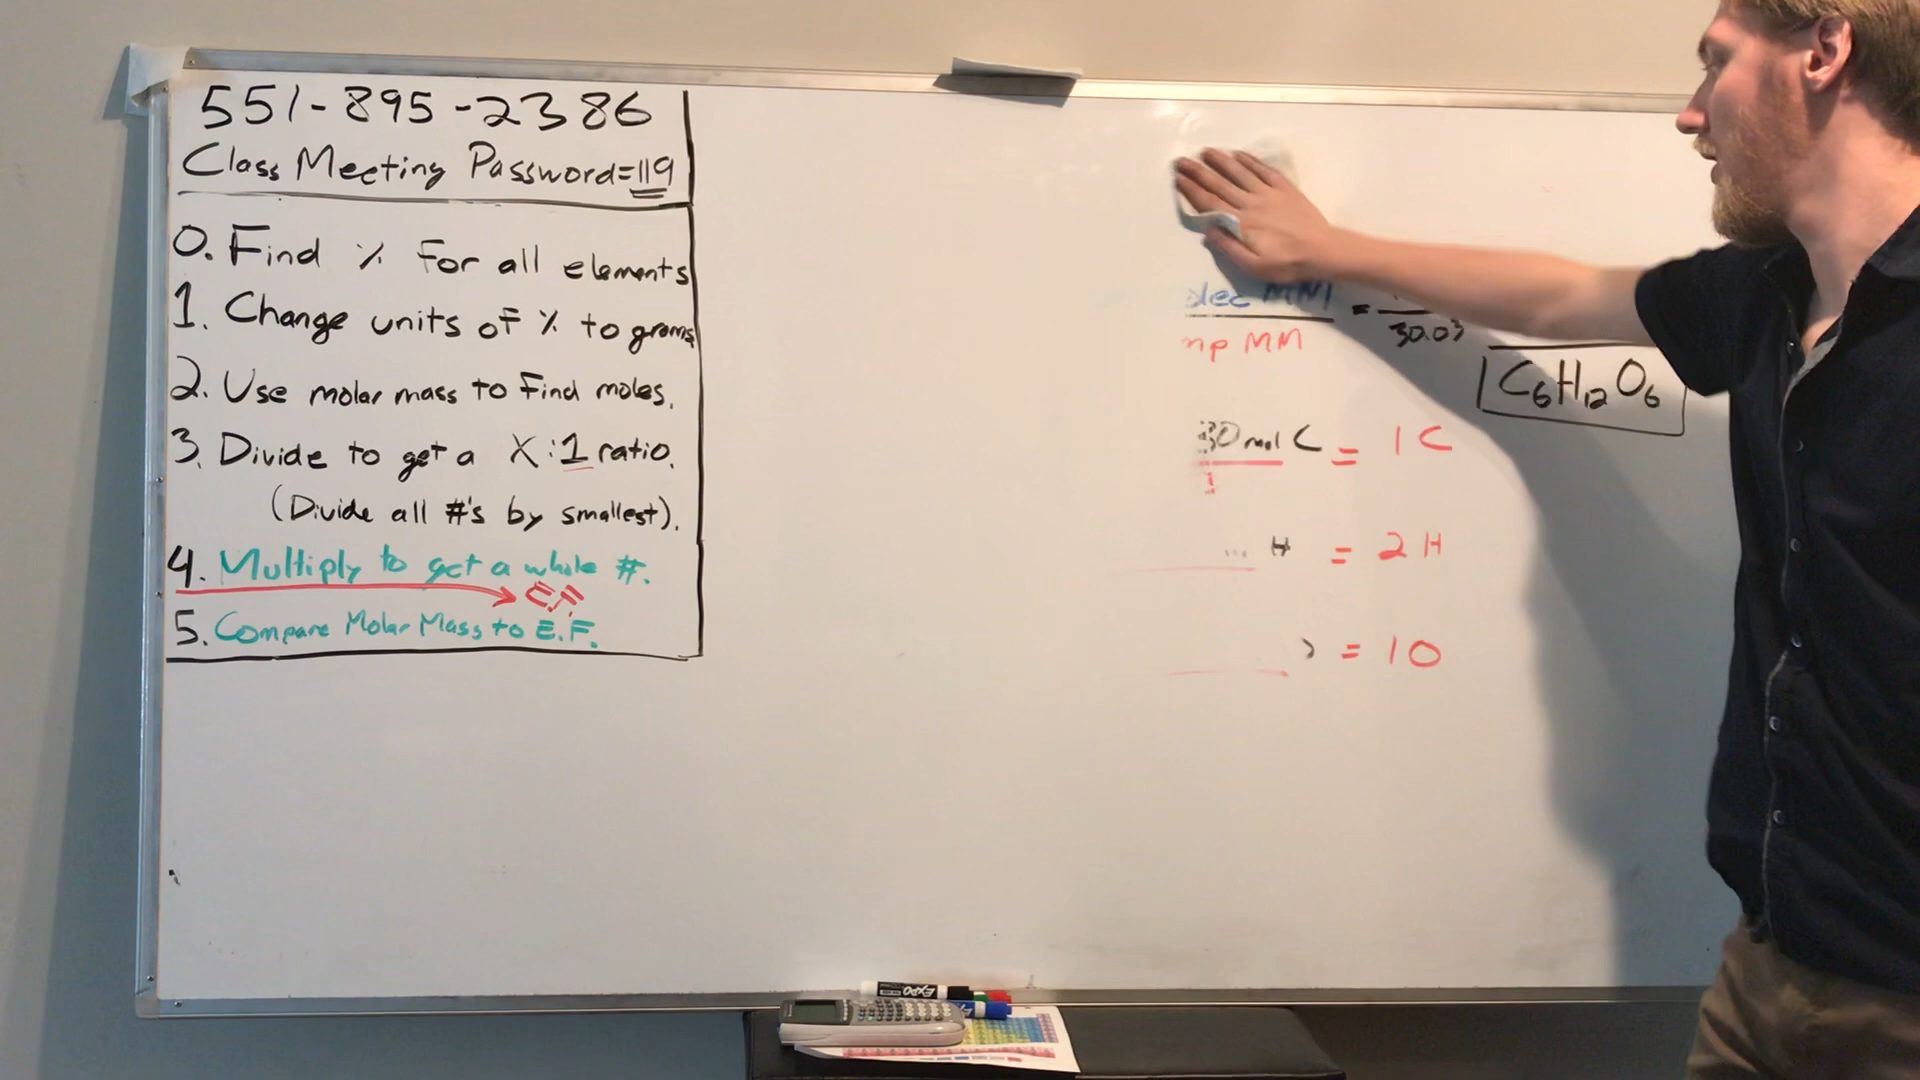 551-895-2386
Class Meeting Password=119
0. Find % for all elements
1. Change units of % to grams
2. Use molar mass to find moles.
3. Divide to get a X:1 ratio.
(Divide all #'s by smallest).
4. Multiply to get a whole #.
E.F.
5. Compare Molar Mass to E.F.
MM =
30.03
mp MM
C6H12O6
30 mol C = 1 C
H = 2 H
= 1 O
EXPO